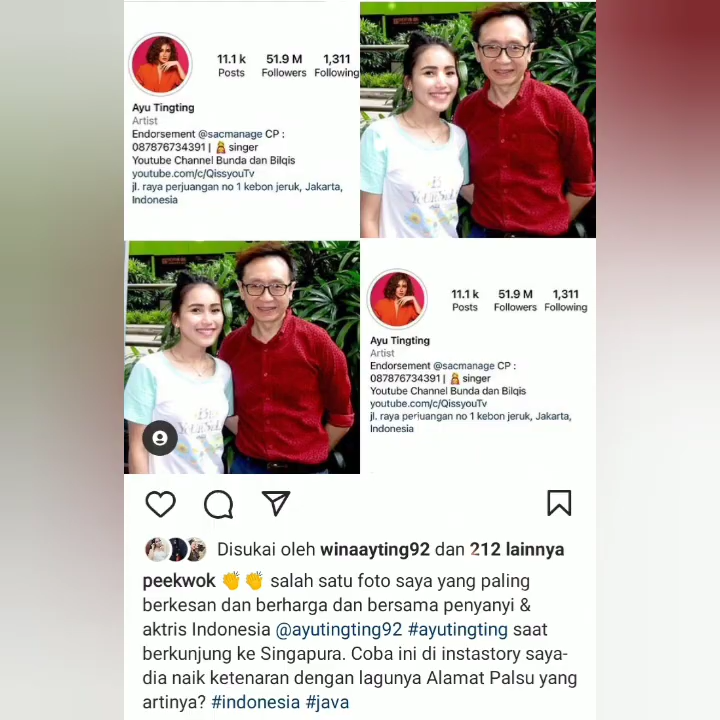 11.1 k 51.9 M 1,311
Posts Followers Following
Ayu Tingting
Artist
Endorsement @sacmanage CP :
087876734391 | singer
Youtube Channel Bunda dan Bilqis
youtube.com/c/QissyouTv
jl. raya perjuangan no 1 kebon jeruk, Jakarta,
Indonesia
11.1 k 51.9 M 1,311
Posts Followers Following
Ayu Tingting
Artist
Endorsement @sacmanage CP :
087876734391 | singer
Youtube Channel Bunda dan Bilqis
youtube.com/c/QissyouTv
jl. raya perjuangan no 1 kebon jeruk, Jakarta,
Indonesia
Disukai oleh winaayting92 dan 212 lainnya
peekwok 👏👏 salah satu foto saya yang paling
berkesan dan berharga dan bersama penyanyi &
aktris Indonesia @ayutingting92 #ayutingting saat
berkunjung ke Singapura. Coba ini di instastory saya-
dia naik ketenaran dengan lagunya Alamat Palsu yang
artinya? #indonesia #java